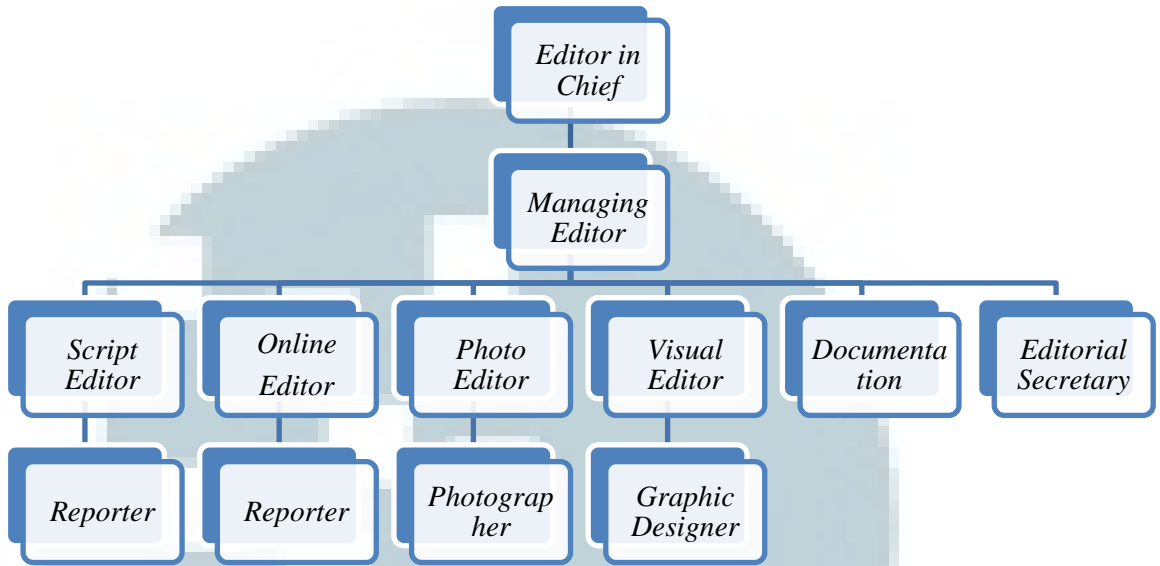 Editor in
Chief
Managing
Editor
Script
Editor
Online
Editor
Photo
Editor
Visual
Editor
Documenta
tion
Editorial
Secretary
Reporter
Reporter
Photograp
her
Graphic
Designer